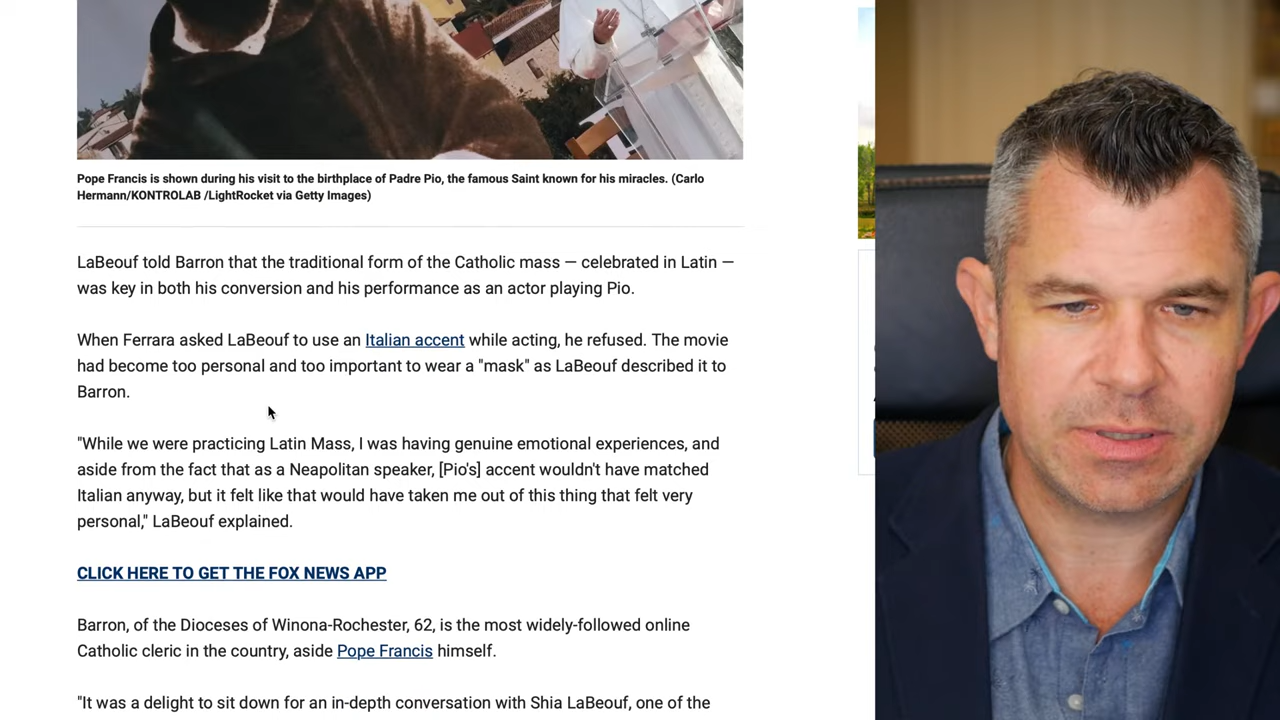 Pope Francis is shown during his visit to the birthplace of Padre Pio, the famous Saint known for his miracles. (Carlo
Hermann/KONTROLAB /LightRocket via Getty Images)
LaBeouf told Barron that the traditional form of the Catholic mass — celebrated in Latin —
was key in both his conversion and his performance as an actor playing Pio.
When Ferrara asked LaBeouf to use an Italian accent while acting, he refused. The movie
had become too personal and too important to wear a "mask" as LaBeouf described it to
Barron.
"While we were practicing Latin Mass, I was having genuine emotional experiences, and
aside from the fact that as a Neapolitan speaker, [Pio's] accent wouldn't have matched
Italian anyway, but it felt like that would have taken me out of this thing that felt very
personal," LaBeouf explained.
CLICK HERE TO GET THE FOX NEWS APP
Barron, of the Dioceses of Winona-Rochester, 62, is the most widely-followed online
Catholic cleric in the country, aside Pope Francis himself.
"It was a delight to sit down for an in-depth conversation with Shia LaBeouf, one of the